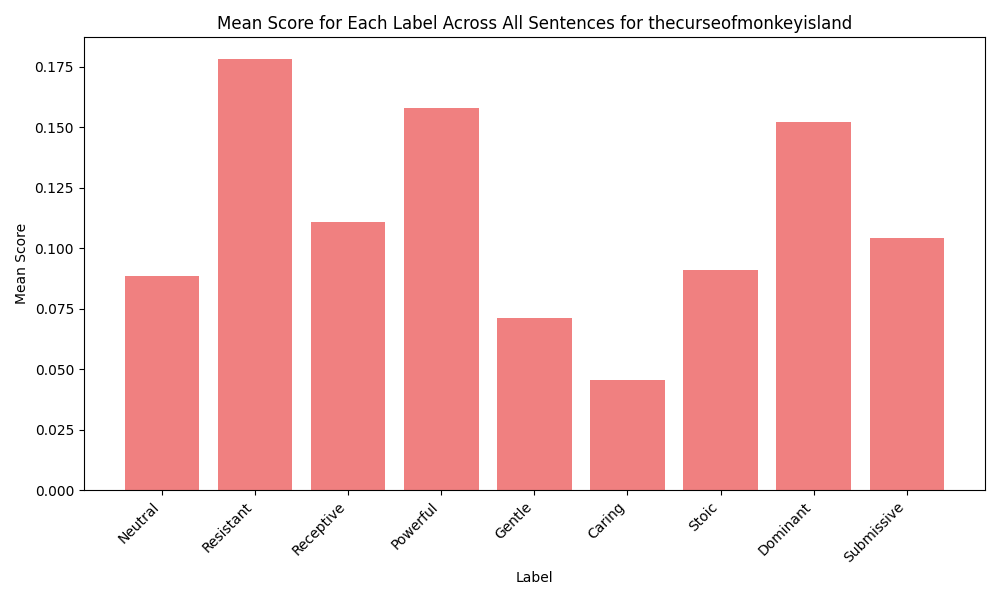 Mean Score for Each Label Across All Sentences for thecurseofmonkeyisland
Mean Score
0.175
0.150
0.125
0.100
0.075
0.050
0.025
0.000
Neutral
Resistant
Receptive
Powerful
Gentle
Caring
Stoic
Dominant
Submissive
Label